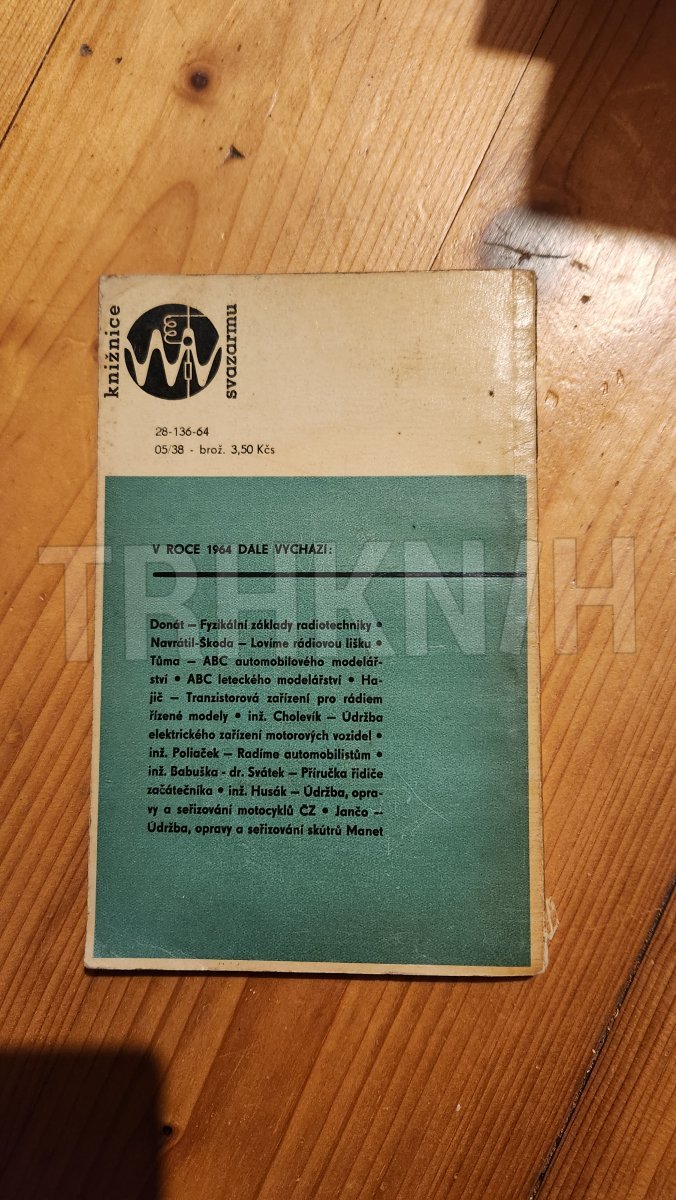 knižnice
svazarmu
28-136-64
05/38 - brož. 3,50 Kčs
V ROCE 1964 DÁLE VYCHÁZÍ:
Donát — Fyzikální základy radiotechniky •
Navrátil-Škoda — Lovíme rádiovou lišku •
Tůma — ABC automobilového modelář-
ství • ABC leteckého modelářství • Ha-
jič — Tranzistorová zařízení pro rádiem
řízené modely • inž. Cholevík — Údržba
elektrického zařízení motorových vozidel •
inž. Poliaček — Radíme automobilistům •
inž. Babuška - dr. Svátek — Příručka řidiče
začátečníka • inž. Husák — Údržba, opra-
vy a seřizování motocyklů ČZ • Jančo —
Údržba, opravy a seřizování skútrů Manet
TRHKNIH